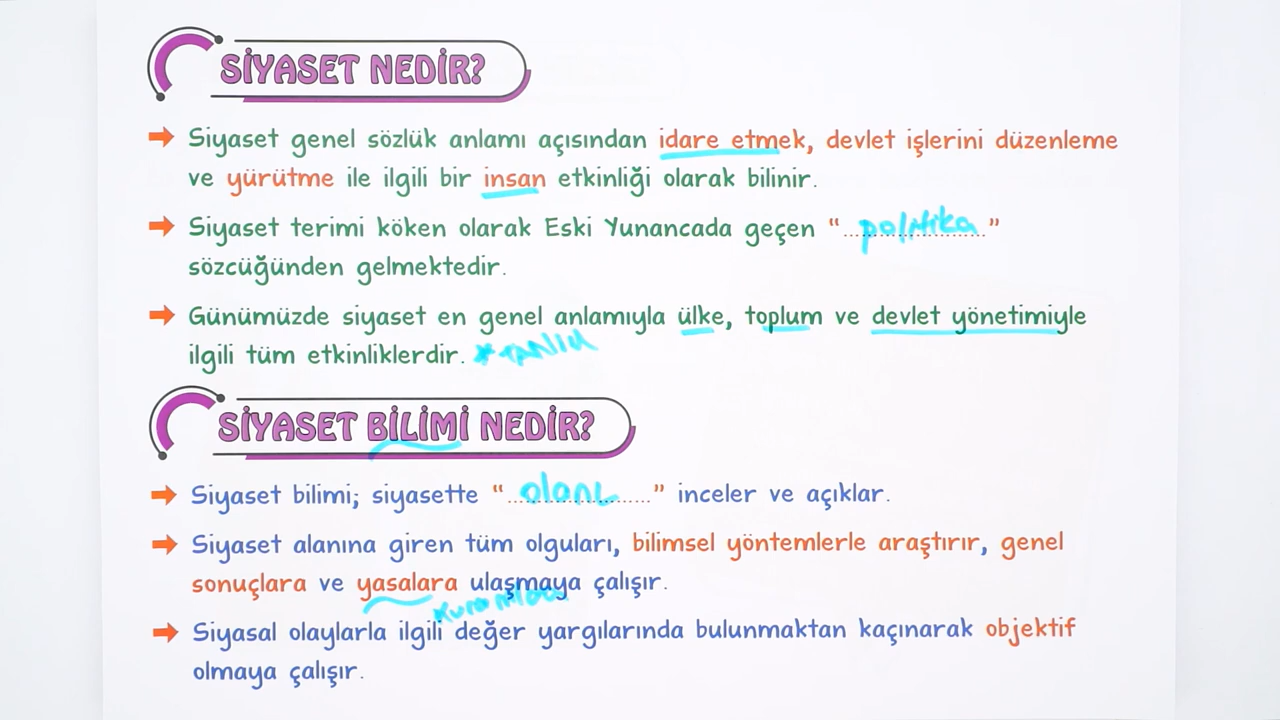 SİYASET NEDİR?
Siyaset genel sözlük anlamı açısından idare etmek, devlet işlerini düzenleme
ve yürütme ile ilgili bir insan etkinliği olarak bilinir.
Siyaset terimi köken olarak Eski Yunancada geçen “...politika...”
sözcüğünden gelmektedir.
Günümüzde siyaset en genel anlamıyla ülke, toplum ve devlet yönetimiyle
ilgili tüm etkinliklerdir.
SİYASET BİLİMİ NEDİR?
Siyaset bilimi; siyasette “...olanı...” inceler ve açıklar.
Siyaset alanına giren tüm olguları, bilimsel yöntemlerle araştırır, genel
sonuçlara ve yasalara ulaşmaya çalışır.
Siyasal olaylarla ilgili değer yargılarında bulunmaktan kaçınarak objektif
olmaya çalışır.